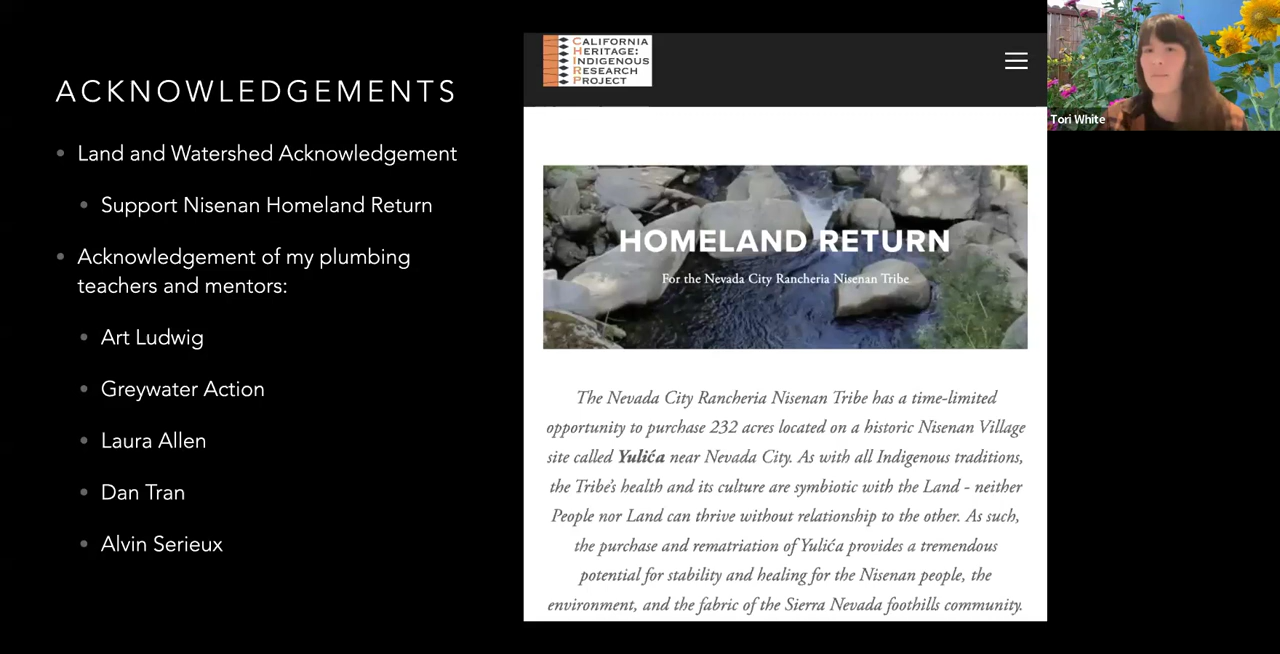 ACKNOWLEDGEMENTS
Land and Watershed Acknowledgement
Support Nisenan Homeland Return
Acknowledgement of my plumbing
teachers and mentors:
Art Ludwig
Greywater Action
Laura Allen
Dan Tran
Alvin Serieux
CALIFORNIA
HERITAGE:
INDIGENOUS
RESEARCH
PROJECT
HOMELAND RETURN
For the Nevada City Rancheria Nisenan Tribe
The Nevada City Rancheria Nisenan Tribe has a time-limited
opportunity to purchase 232 acres located on a historic Nisenan Village
site called Yulića near Nevada City. As with all Indigenous traditions,
the Tribe's health and its culture are symbiotic with the Land - neither
People nor Land can thrive without relationship to the other. As such,
the purchase and rematriation of Yulića provides a tremendous
potential for stability and healing for the Nisenan people, the
environment, and the fabric of the Sierra Nevada foothills community.
Tori White